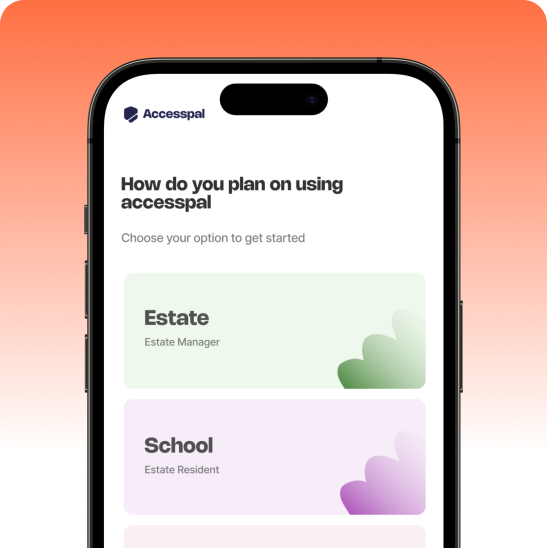 Accesspal
How do you plan on using
accesspal
Choose your option to get started
Estate
Estate Manager
School
Estate Resident